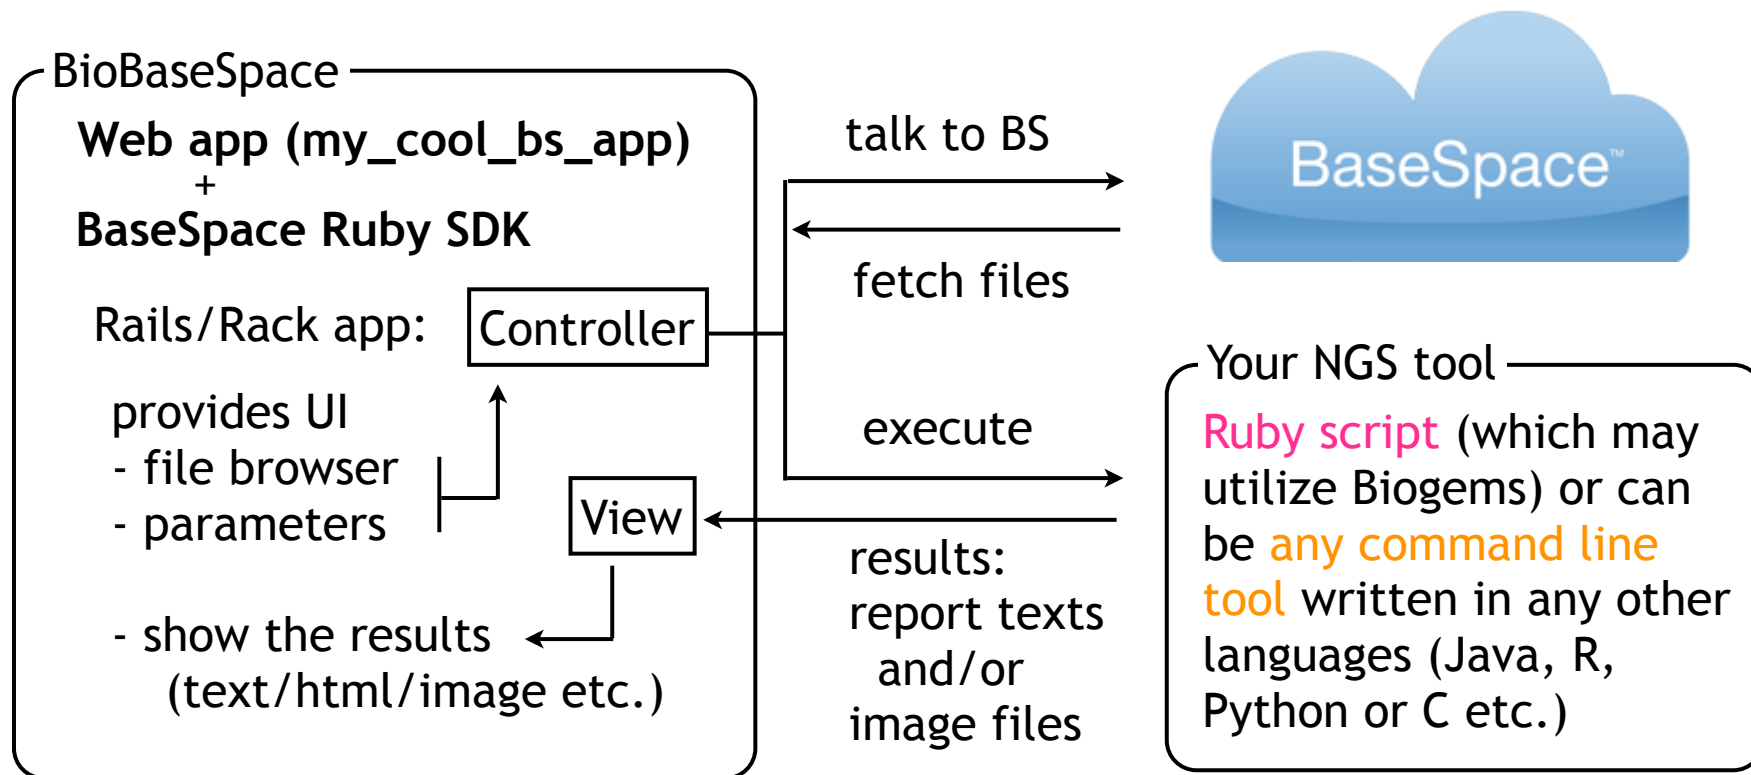 BioBaseSpace
Web app (my_cool_bs_app)
+
BaseSpace Ruby SDK
Rails/Rack app:
Controller
provides UI
- file browser
- parameters
View
- show the results
(text/html/image etc.)
talk to BS
fetch files
execute
results:
report texts
and/or
image files
BaseSpace™
Your NGS tool
Ruby script (which may
utilize Biogems) or can
be any command line
tool written in any other
languages (Java, R,
Python or C etc.)